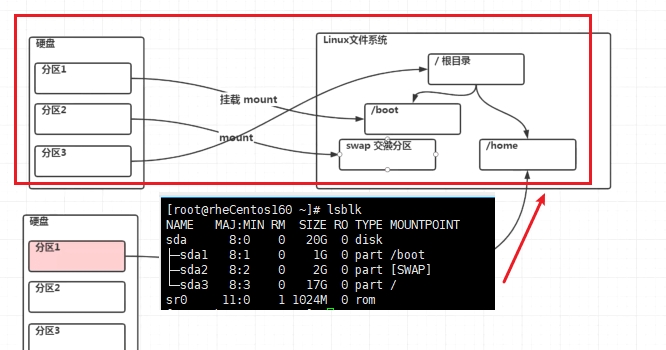 硬盘
Linux文件系统
分区1
/ 根目录
挂载 mount
分区2
/boot
mount
swap 交换分区
分区3
/home
[root@rheCentos160 ~]# lsblk
NAME   MAJ:MIN RM  SIZE RO TYPE MOUNTPOINT
sda      8:0    0   20G  0 disk
├─sda1   8:1    0    1G  0 part /boot
├─sda2   8:2    0    2G  0 part [SWAP]
└─sda3   8:3    0   17G  0 part /
sr0     11:0    1 1024M  0 rom
硬盘
分区1
分区2
分区3